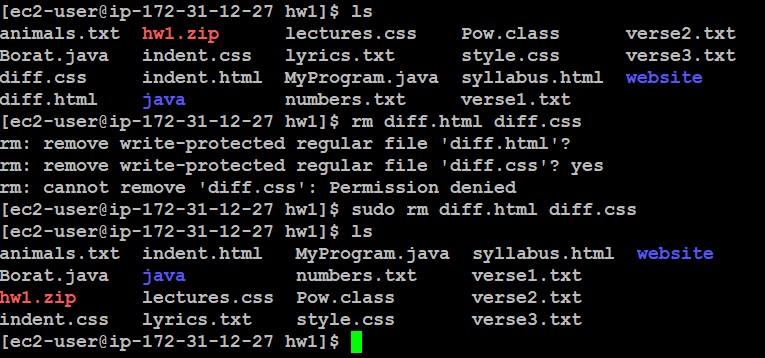 [ec2-user@ip-172-31-12-27 hw1]$ ls
animals.txt  hw1.zip      lectures.css    Pow.class      verse2.txt
Borat.java   indent.css   lyrics.txt      style.css      verse3.txt
diff.css     indent.html  MyProgram.java  syllabus.html  website
diff.html    java         numbers.txt     verse1.txt
[ec2-user@ip-172-31-12-27 hw1]$ rm diff.html diff.css
rm: remove write-protected regular file 'diff.html'?
rm: remove write-protected regular file 'diff.css'? yes
rm: cannot remove 'diff.css': Permission denied
[ec2-user@ip-172-31-12-27 hw1]$ sudo rm diff.html diff.css
[ec2-user@ip-172-31-12-27 hw1]$ ls
animals.txt  indent.html   MyProgram.java  syllabus.html  website
Borat.java   java          numbers.txt     verse1.txt
hw1.zip      lectures.css  Pow.class       verse2.txt
indent.css   lyrics.txt    style.css       verse3.txt
[ec2-user@ip-172-31-12-27 hw1]$